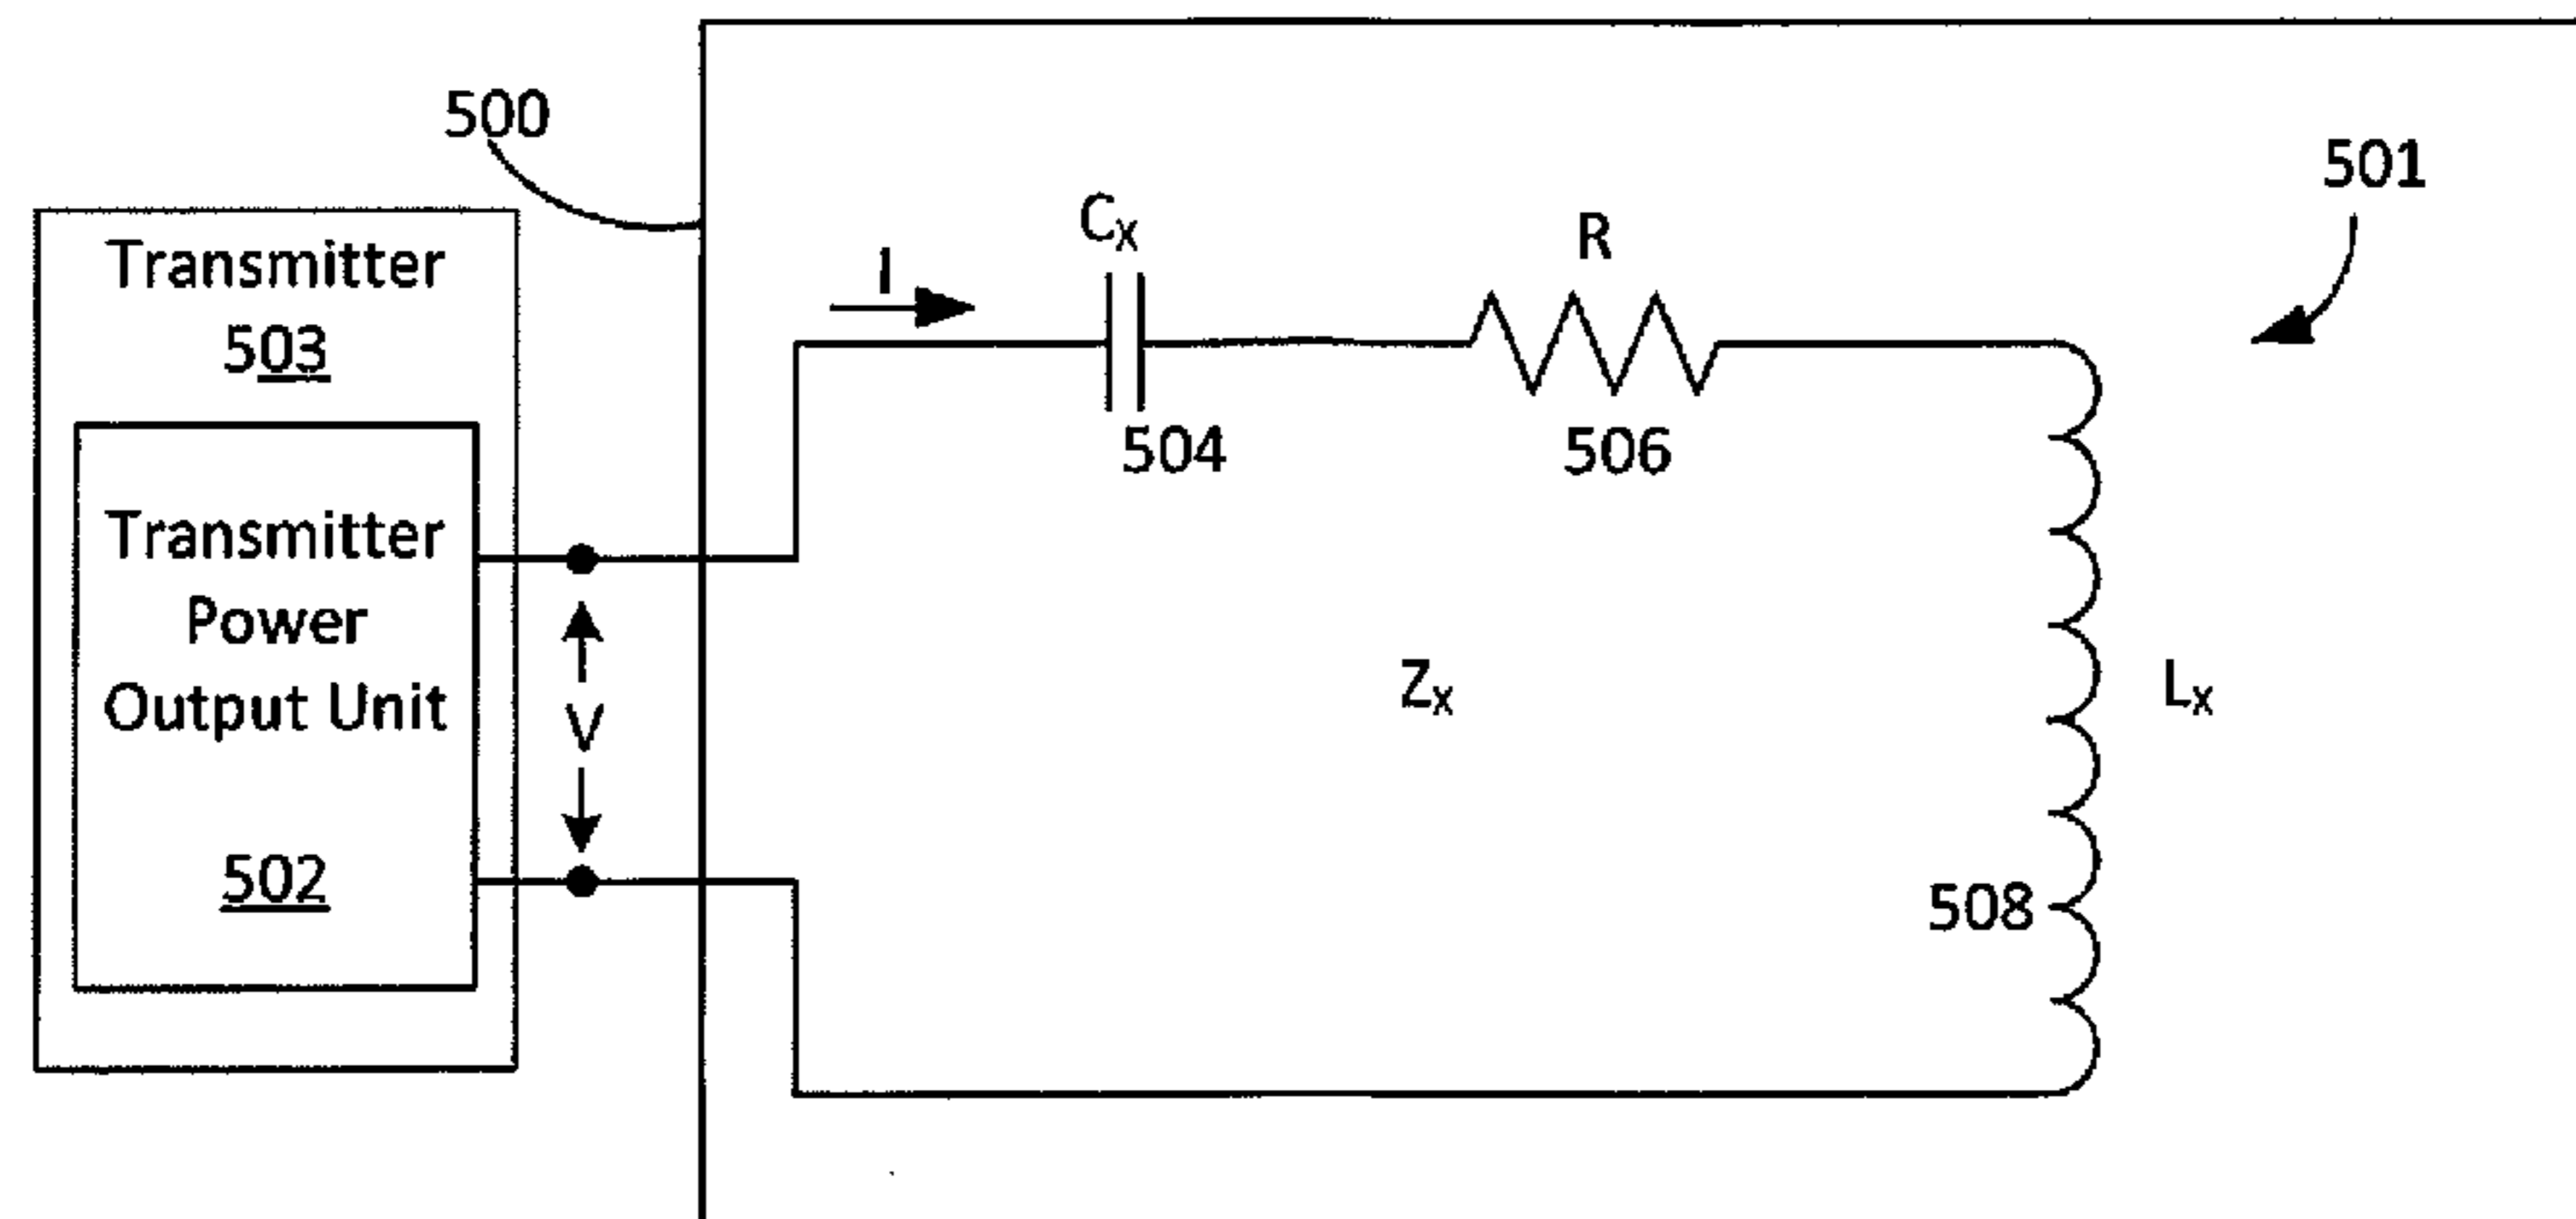 500
501
Transmitter
503
Transmitter
Power
Output Unit
502
V
I
Cx
504
R
506
Zx
Lx
508